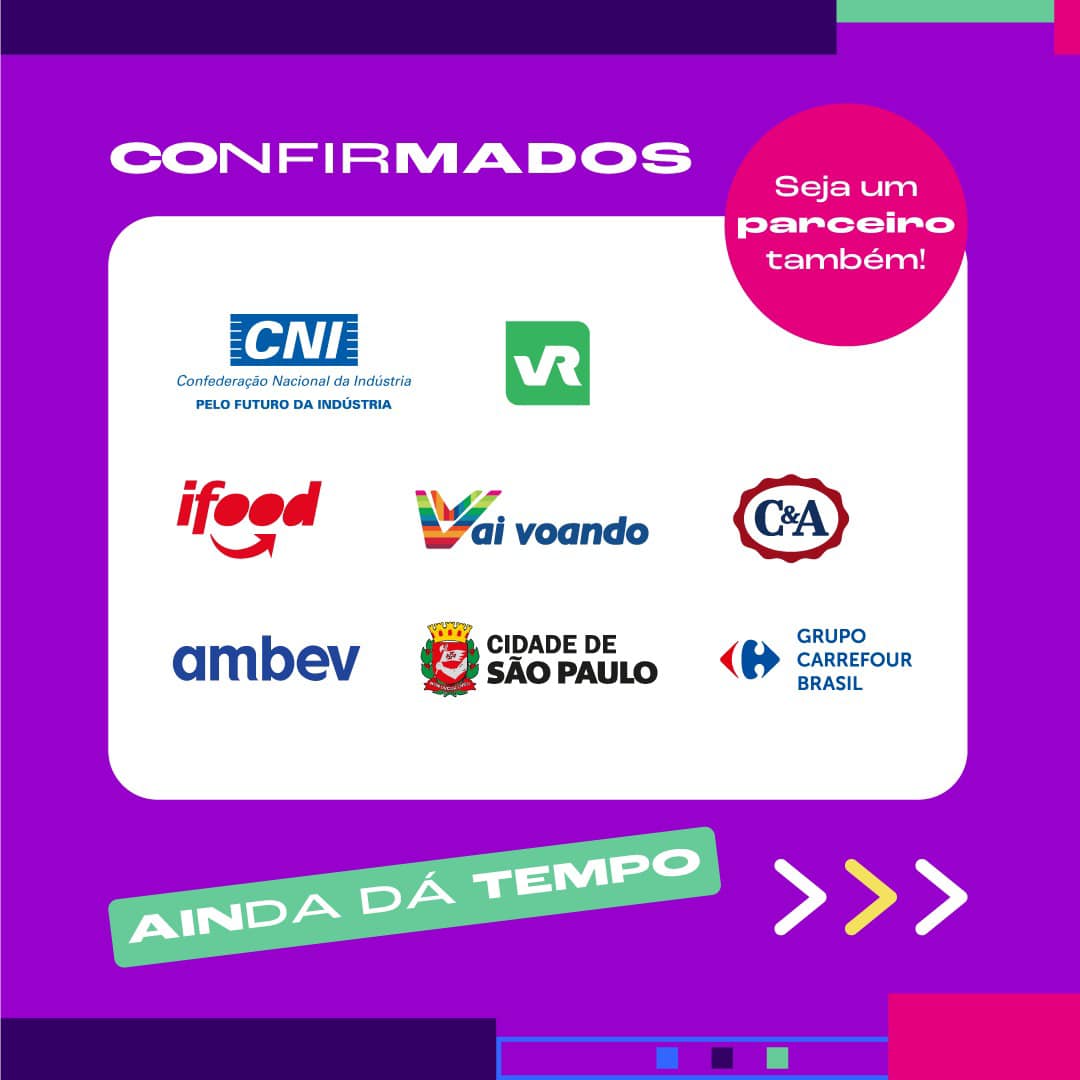 CONFIRMADOS
Seja um
parceiro
também!
CNI
Confederação Nacional da Indústria
PELO FUTURO DA INDÚSTRIA
VR
ifood
Vai voando
C&A
ambev
CIDADE DE
SÃO PAULO
GRUPO
CARREFOUR
BRASIL
AINDA DÁ TEMPO